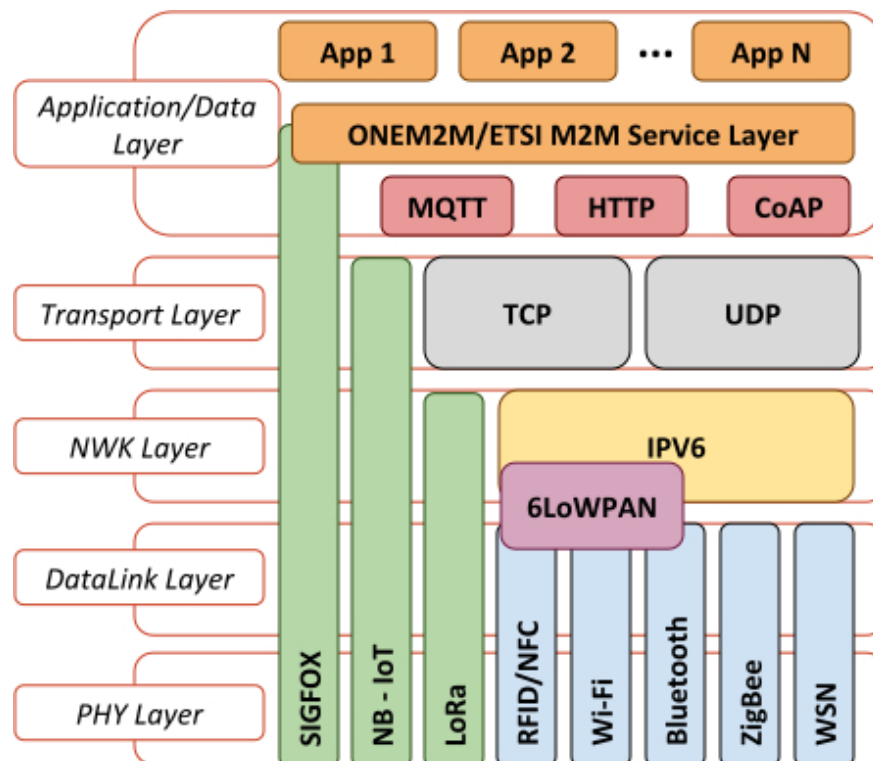 App 1
App 2
...
App N
Application/Data
Layer
ONEM2M/ETSI M2M Service Layer
MQTT
HTTP
CoAP
Transport Layer
TCP
UDP
NWK Layer
IPV6
6LoWPAN
DataLink Layer
PHY Layer
SIGFOX
NB - IoT
LoRa
RFID/NFC
Wi-Fi
Bluetooth
ZigBee
WSN